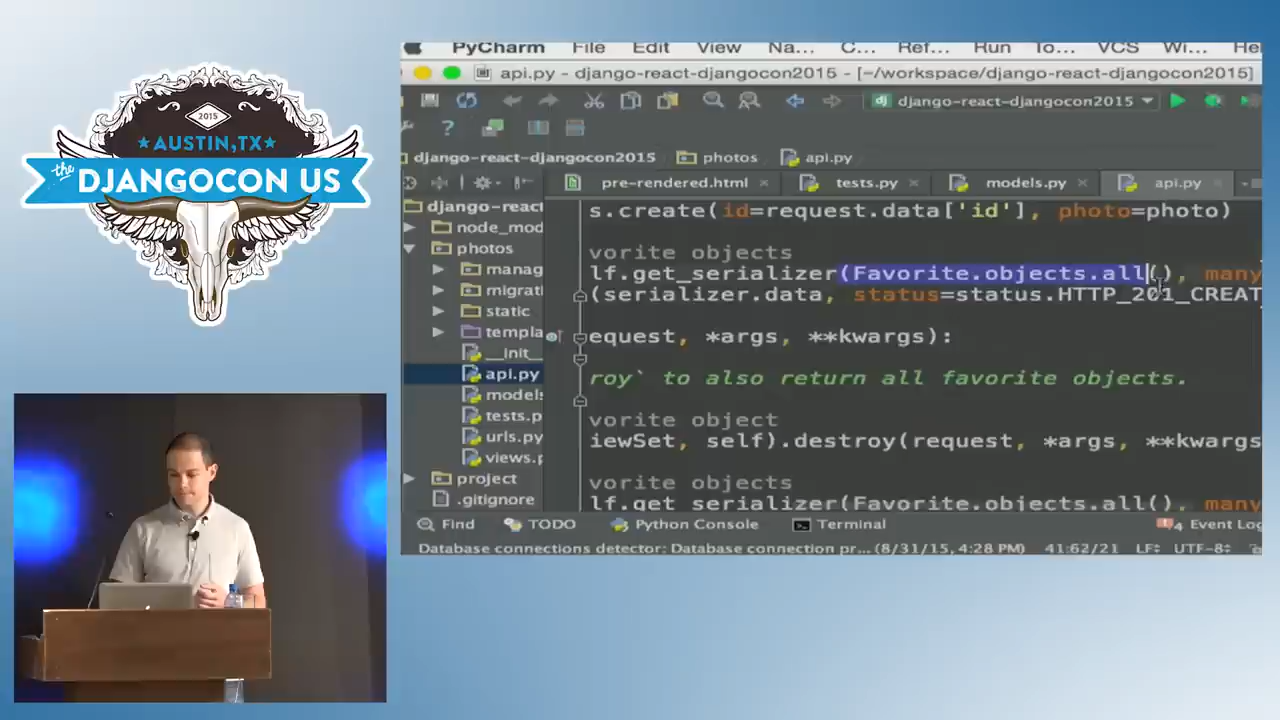 2015
★AUSTIN,TX★
the
DJANGOCON US
PyCharm File Edit View Na... C... Ref... Run To... VCS Wi... He
api.py - django-react-djangocon2015 - [~/workspace/django-react-djangocon2015]
django-react-djangocon2015
?
django-react-djangocon2015 photos api.py
pre-rendered.html × tests.py × models.py × api.py ×
django-react
node_mod
photos
manag
migrati
static
templa
__init__
api.py
models
tests.p
urls.py
views.p
project
.gitignore
s.create(id=request.data['id'], photo=photo)
vorite objects
lf.get_serializer(Favorite.objects.all(), many
(serializer.data, status=status.HTTP_201_CREAT
equest, *args, **kwargs):
roy` to also return all favorite objects.
vorite object
iewSet, self).destroy(request, *args, **kwargs
vorite objects
lf.get_serializer(Favorite.objects.all(), many
Find TODO Python Console Terminal 4 Event Log
Database connections detector: Database connection pr... (8/31/15, 4:28 PM) 41:62/21 LF: UTF-8: